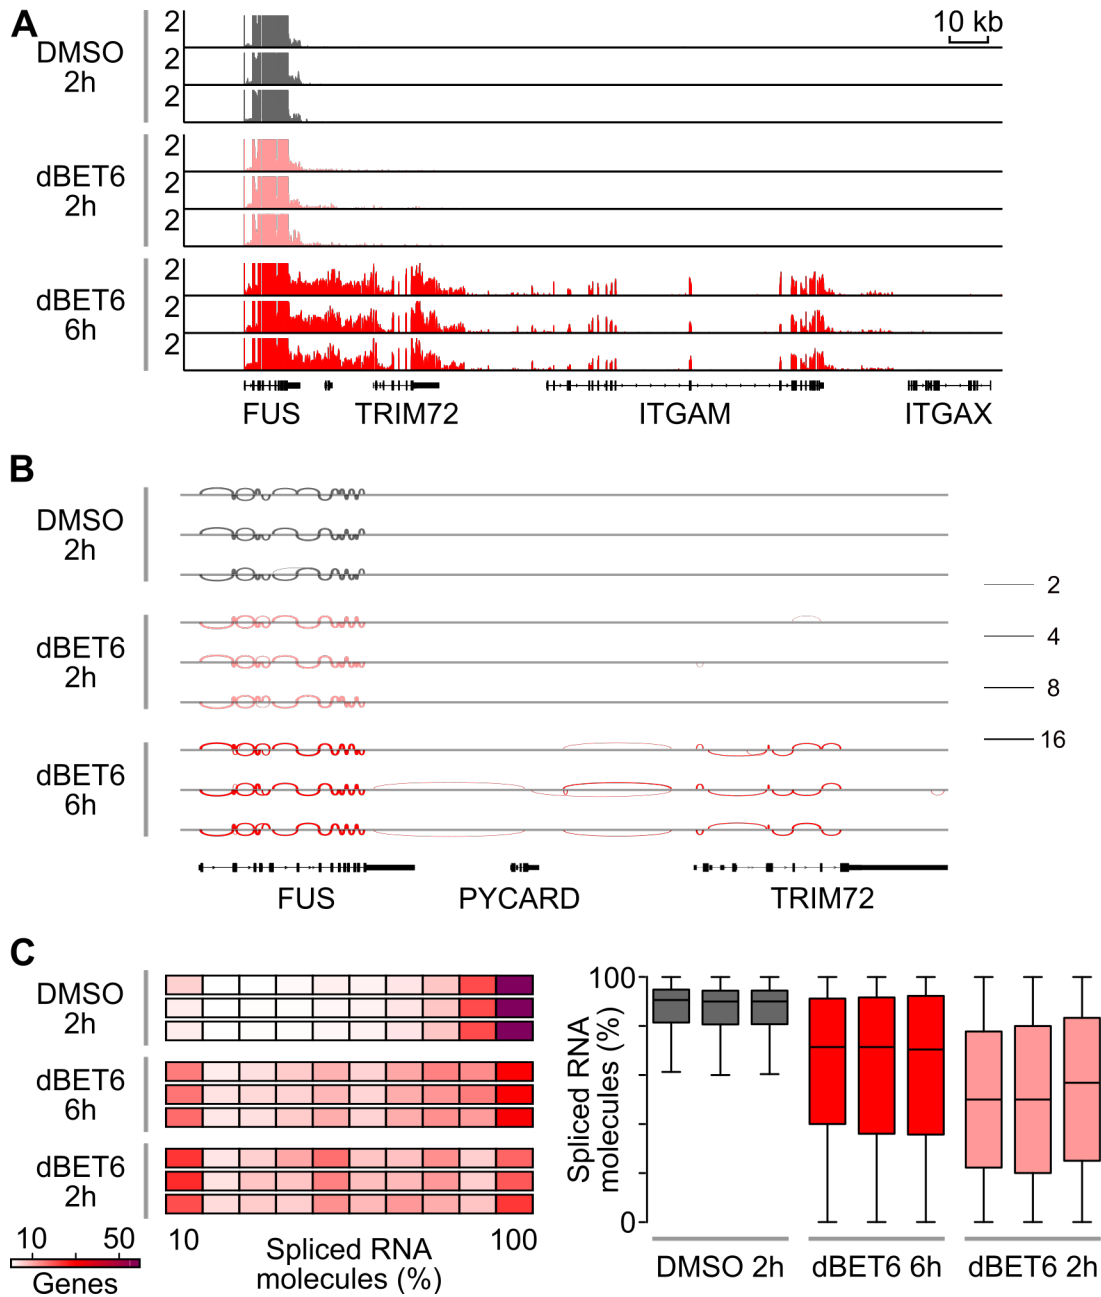 A
10 kb
DMSO
2h
2
2
2
dBET6
2h
2
2
2
dBET6
6h
2
2
2
FUS TRIM72 ITGAM ITGAX
B
DMSO
2h
dBET6
2h
dBET6
6h
2
4
8
16
FUS PYCARD TRIM72
C
DMSO
2h
dBET6
6h
dBET6
2h
10 100
Spliced RNA
molecules (%)
10 50
Genes
100
0
Spliced RNA
molecules (%)
DMSO 2h dBET6 6h dBET6 2h